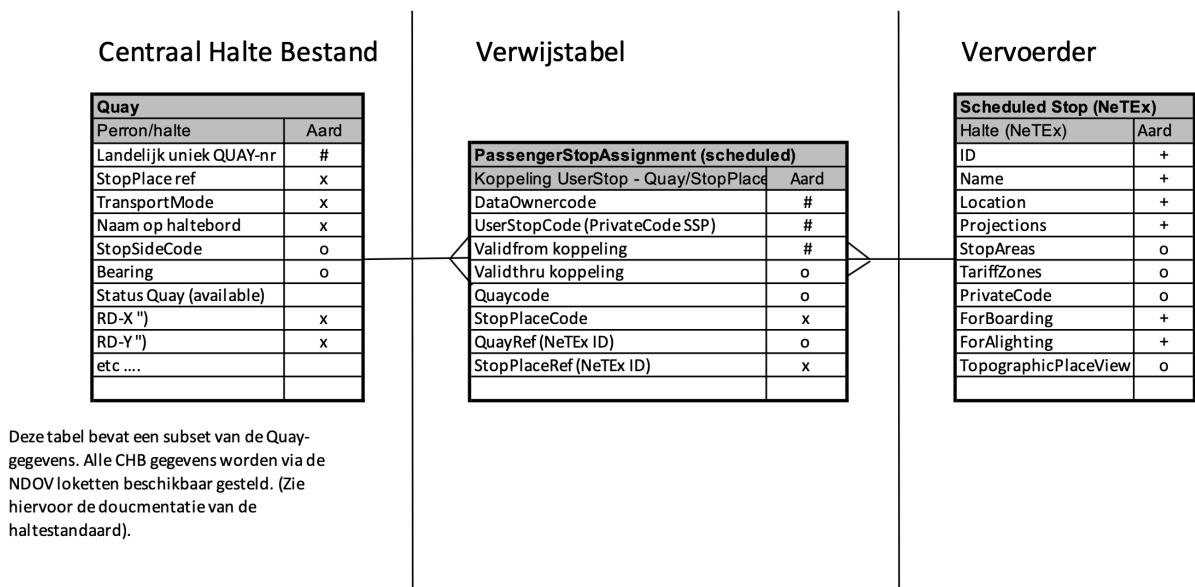 Centraal Halte Bestand
Quay
Perron/halte Aard
Landelijk uniek QUAY-nr #
StopPlace ref x
TransportMode x
Naam op haltebord x
StopSideCode o
Bearing o
Status Quay (available)
RD-X ") x
RD-Y ") x
etc ....
Deze tabel bevat een subset van de Quay-
gegevens. Alle CHB gegevens worden via de
NDOV loketten beschikbaar gesteld. (Zie
hiervoor de doucmentatie van de
haltestandaard).
Verwijstabel
PassengerStopAssignment (scheduled)
Koppeling UserStop - Quay/StopPlace Aard
DataOwnercode #
UserStopCode (PrivateCode SSP) #
Validfrom koppeling #
Validthru koppeling o
Quaycode o
StopPlaceCode x
QuayRef (NeTEx ID) o
StopPlaceRef (NeTEx ID) x
Vervoerder
Scheduled Stop (NeTEx)
Halte (NeTEx) Aard
ID +
Name +
Location +
Projections +
StopAreas o
TariffZones o
PrivateCode o
ForBoarding +
ForAlighting +
TopographicPlaceView o